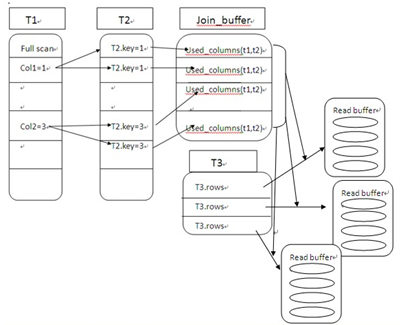 T1
T2
Join_buffer
Full scan
Col1=1
Col2=3
T2.key=1
T2.key=1
T2.key=3
T2.key=3
Used_columns(t1,t2)
Used_columns(t1,t2)
Used_columns(t1,t2)
Used_columns(t1,t2)
T3
T3.rows
T3.rows
T3.rows
Read buffer
Read buffer
Read buffer